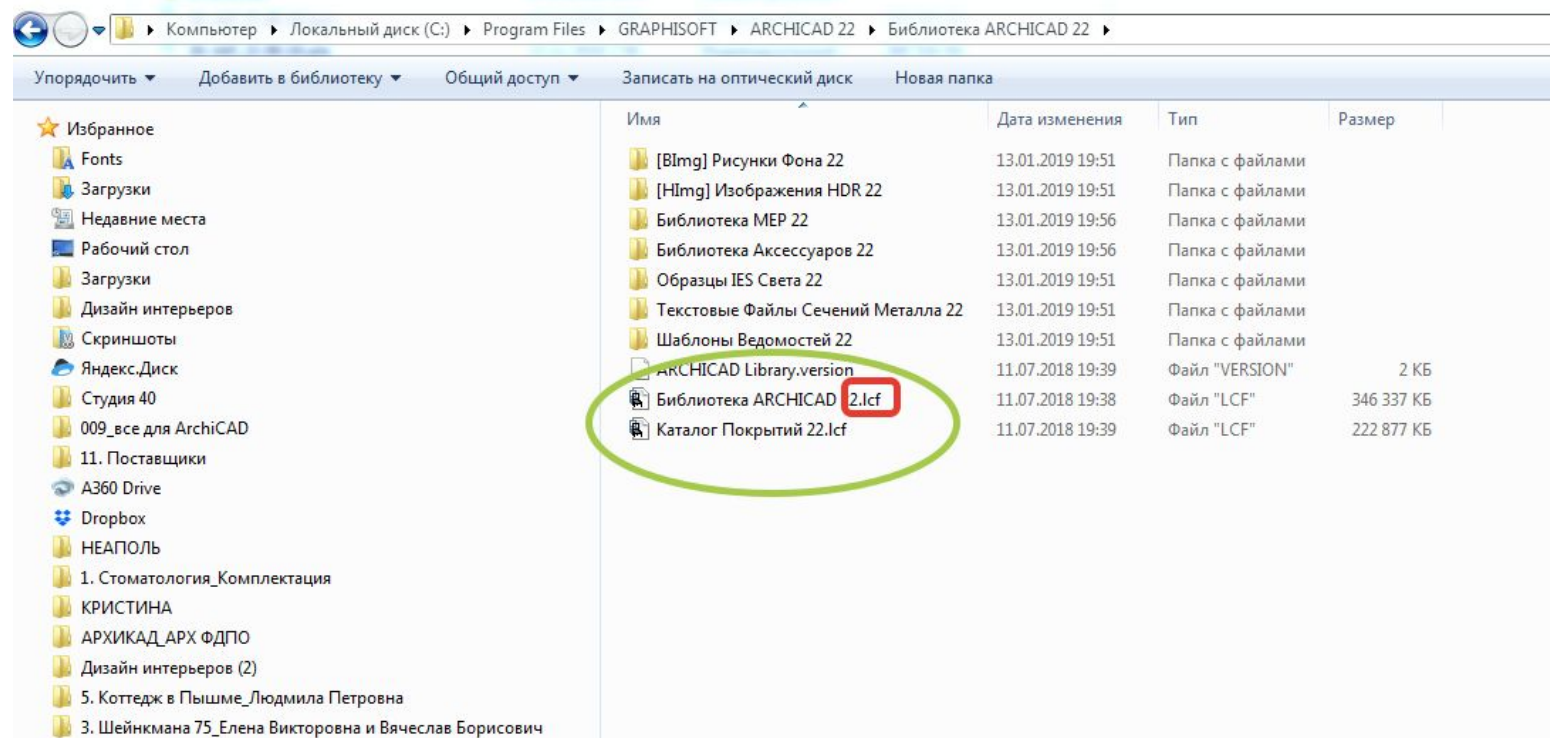 Компьютер ▸ Локальный диск (C:) ▸ Program Files ▸ GRAPHISOFT ▸ ARCHICAD 22 ▸ Библиотека ARCHICAD 22 ▸
Упорядочить Добавить в библиотеку Общий доступ Записать на оптический диск Новая папка
Имя Дата изменения Тип Размер
Избранное
Fonts
Загрузки
Недавние места
Рабочий стол
Загрузки
Дизайн интерьеров
Скриншоты
Яндекс.Диск
Студия 40
009_все для ArchiCAD
11. Поставщики
A360 Drive
Dropbox
НЕАПОЛЬ
1. Стоматология_Комплектация
КРИСТИНА
АРХИКАД_АРХ ФДПО
Дизайн интерьеров (2)
5. Коттедж в Пышме_Людмила Петровна
3. Шейнкмана 75_Елена Викторовна и Вячеслав Борисович
[BImg] Рисунки Фона 22 13.01.2019 19:51 Папка с файлами
[HImg] Изображения HDR 22 13.01.2019 19:51 Папка с файлами
Библиотека MEP 22 13.01.2019 19:56 Папка с файлами
Библиотека Аксессуаров 22 13.01.2019 19:56 Папка с файлами
Образцы IES Света 22 13.01.2019 19:51 Папка с файлами
Текстовые Файлы Сечений Металла 22 13.01.2019 19:51 Папка с файлами
Шаблоны Ведомостей 22 13.01.2019 19:51 Папка с файлами
ARCHICAD Library.version 11.07.2018 19:39 Файл "VERSION" 2 КБ
Библиотека ARCHICAD 22.lcf 11.07.2018 19:38 Файл "LCF" 346 337 КБ
Каталог Покрытий 22.lcf 11.07.2018 19:39 Файл "LCF" 222 877 КБ